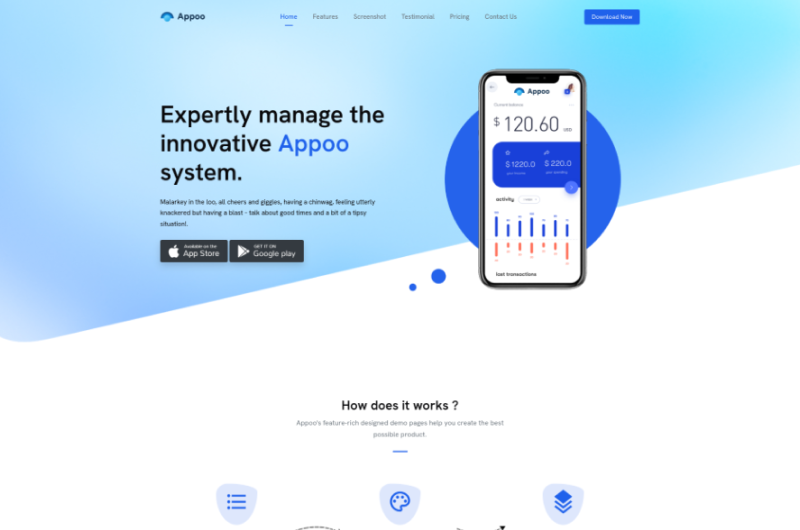 Appoo
Home Features Screenshot Testimonial Pricing Contact Us
Download Now
Expertly manage the
innovative Appoo
system.
Malarkey in the loo, all cheers and giggles, having a chinwag, feeling utterly
knackered but having a blast - talk about good times and a bit of a tipsy
situation!
Available on the
App Store
GET IT ON
Google play
Appoo
$ 120.60 USD
$ 1220.0
$ 220.0
activity
last transactions
How does it works ?
Appoo's feature-rich designed demo pages help you create the best
possible product.